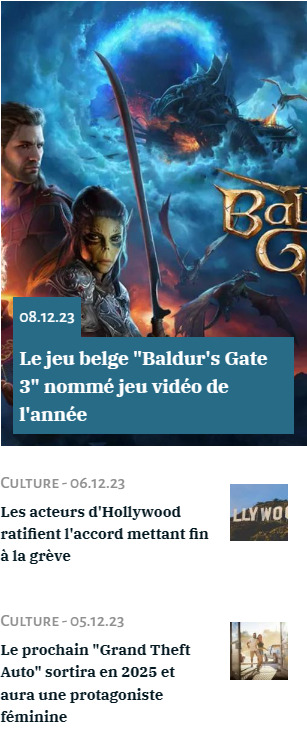 Bal
G
08.12.23
Le jeu belge "Baldur's Gate
3" nommé jeu vidéo de
l'année
Culture - 06.12.23
Les acteurs d'Hollywood
ratifient l'accord mettant fin
à la grève
LLYWOO
Culture - 05.12.23
Le prochain "Grand Theft
Auto" sortira en 2025 et
aura une protagoniste
féminine